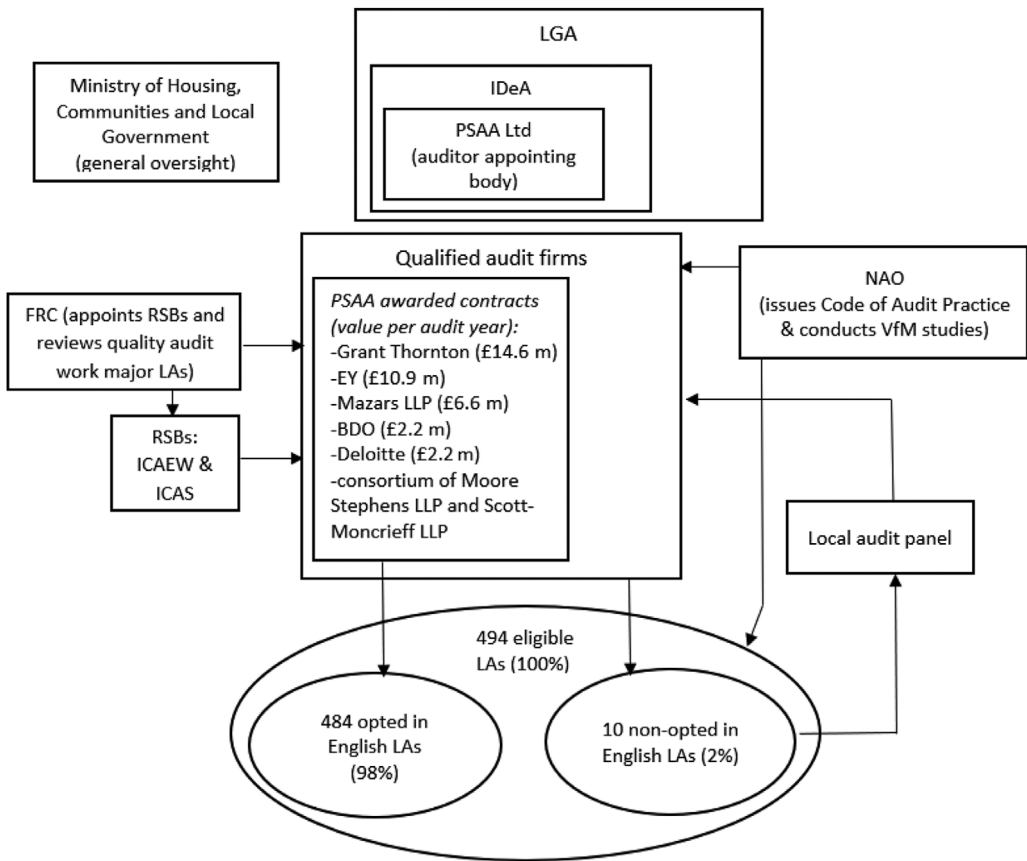 LGA
IDeA
PSAA Ltd
(auditor appointing
body)
Ministry of Housing,
Communities and Local
Government
(general oversight)
Qualified audit firms
PSAA awarded contracts
(value per audit year):
-Grant Thornton (£14.6 m)
-EY (£10.9 m)
-Mazars LLP (£6.6 m)
-BDO (£2.2 m)
-Deloitte (£2.2 m)
-consortium of Moore
Stephens LLP and Scott-
Moncrieff LLP
FRC (appoints RSBs and
reviews quality audit
work major LAs)
RSBs:
ICAEW &
ICAS
NAO
(issues Code of Audit Practice
& conducts VfM studies)
Local audit panel
494 eligible
LAs (100%)
484 opted in
English LAs
(98%)
10 non-opted in
English LAs (2%)